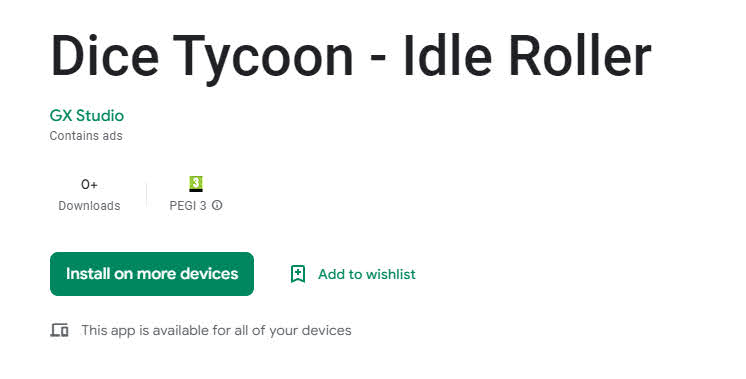 Dice Tycoon - Idle Roller
GX Studio
Contains ads
0+
3
Downloads
PEGI 3
Install on more devices
Add to wishlist
This app is available for all of your devices